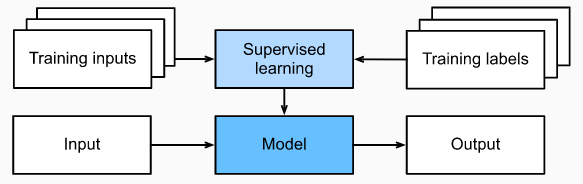 Training inputs
Supervised
learning
Training labels
Input
Model
Output